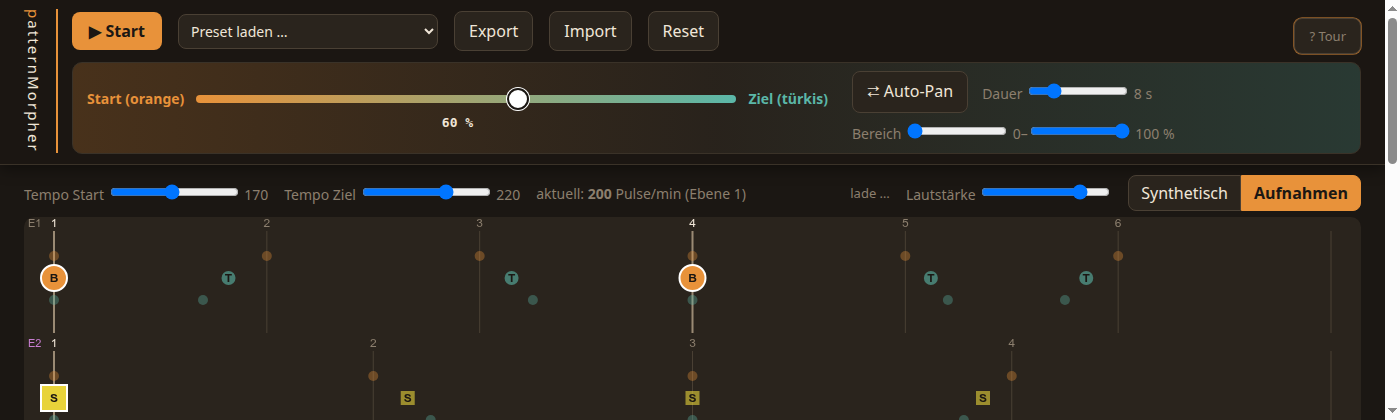 patternMorpher
▶ Start Preset laden ... Export Import Reset ? Tour
Start (orange) Ziel (türkis) ⇄ Auto-Pan Dauer 8 s
60 %
Bereich 0– 100 %
Tempo Start 170 Tempo Ziel 220 aktuell: 200 Pulse/min (Ebene 1) lade ... Lautstärke Synthetisch Aufnahmen
E1 1 2 3 4 5 6
B T T B T T
E2 1 2 3 4
S S S S